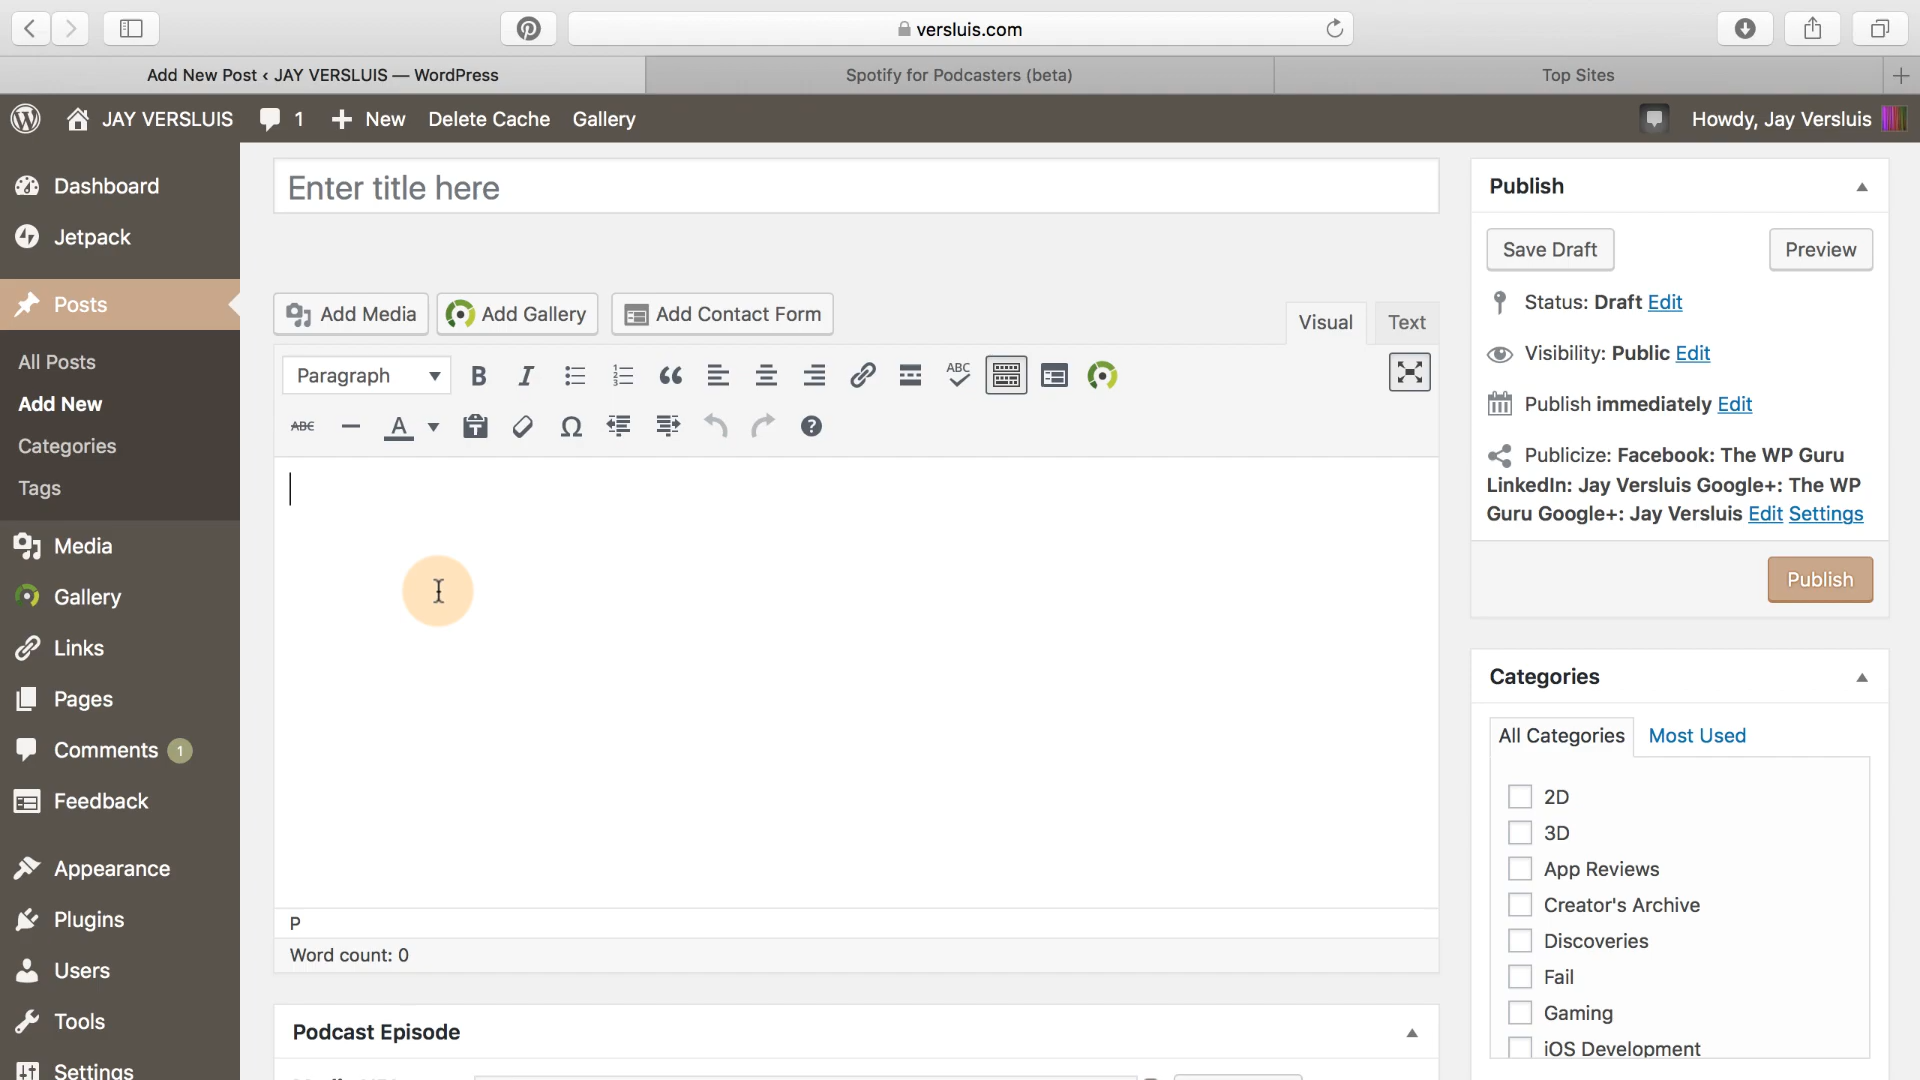 versluis.com
Add New Post ‹ JAY VERSLUIS — WordPress
Spotify for Podcasters (beta)
Top Sites
JAY VERSLUIS 1 New Delete Cache Gallery
Howdy, Jay Versluis
Dashboard
Jetpack
Posts
All Posts
Add New
Categories
Tags
Media
Gallery
Links
Pages
Comments 1
Feedback
Appearance
Plugins
Users
Tools
Settings
Enter title here
Add Media Add Gallery Add Contact Form
Visual Text
Paragraph B I ABC
ABC A
P
Word count: 0
Podcast Episode
Publish
Save Draft Preview
Status: Draft Edit
Visibility: Public Edit
Publish immediately Edit
Publicize: Facebook: The WP Guru
LinkedIn: Jay Versluis Google+: The WP
Guru Google+: Jay Versluis Edit Settings
Publish
Categories
All Categories Most Used
2D
3D
App Reviews
Creator's Archive
Discoveries
Fail
Gaming
iOS Development